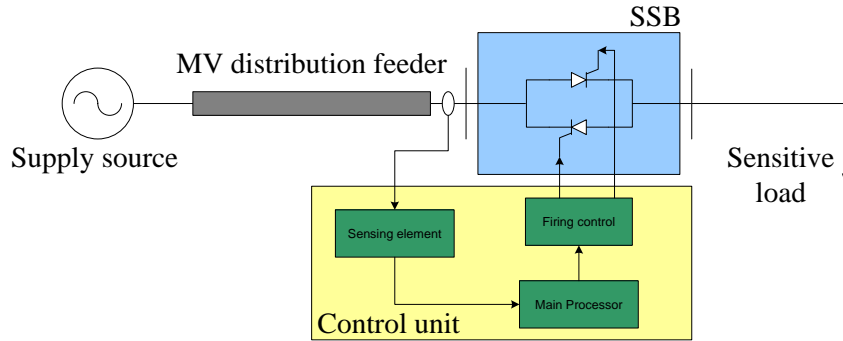 SSB
MV distribution feeder
Supply source
Sensitive
load
Sensing element
Firing control
Main Processor
Control unit